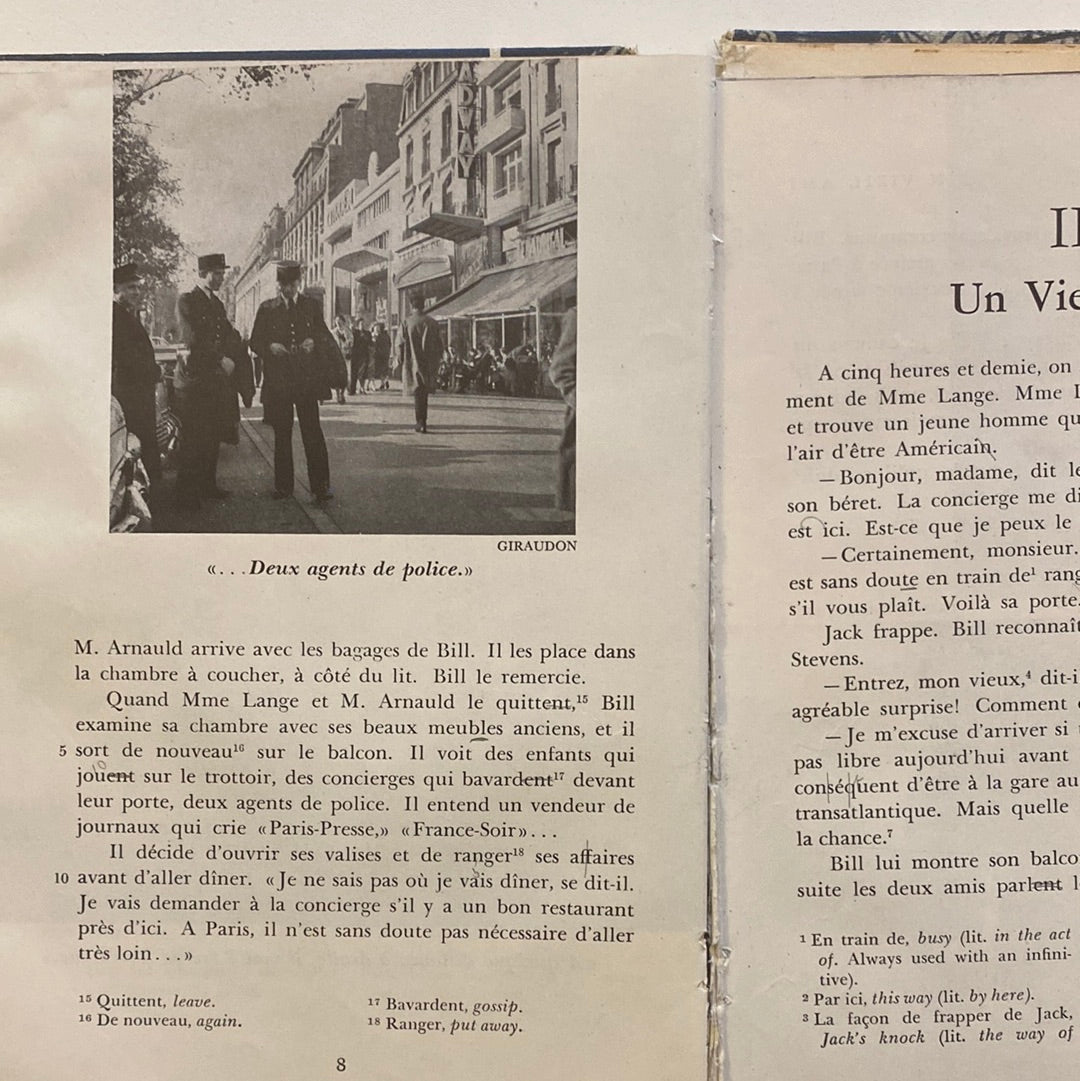 ADWAY
GIRAUDON
«...Deux agents de police.»
M. Arnauld arrive avec les bagages de Bill. Il les place dans
la chambre à coucher, à côté du lit. Bill le remercie.
Quand Mme Lange et M. Arnauld le quittent,¹⁵ Bill
examine sa chambre avec ses beaux meubles anciens, et il
5 sort de nouveau¹⁶ sur le balcon. Il voit des enfants qui
jouent sur le trottoir, des concierges qui bavardent¹⁷ devant
leur porte, deux agents de police. Il entend un vendeur de
journaux qui crie «Paris-Presse,» «France-Soir»...
Il décide d'ouvrir ses valises et de ranger¹⁸ ses affaires
10 avant d'aller dîner. «Je ne sais pas où je vais dîner, se dit-il.
Je vais demander à la concierge s'il y a un bon restaurant
près d'ici. A Paris, il n'est sans doute pas nécessaire d'aller
très loin...»
¹⁵ Quittent, leave.
¹⁶ De nouveau, again.
¹⁷ Bavardent, gossip.
¹⁸ Ranger, put away.
8
II
Un Vie
A cinq heures et demie, on
ment de Mme Lange. Mme L
et trouve un jeune homme qu
l'air d'être Américain.
—Bonjour, madame, dit le
son béret. La concierge me di
est ici. Est-ce que je peux le
—Certainement, monsieur.
est sans doute en train de¹ rang
s'il vous plaît. Voilà sa porte.
Jack frappe. Bill reconnaît
Stevens.
—Entrez, mon vieux,⁴ dit-i
agréable surprise! Comment
—Je m'excuse d'arriver si
pas libre aujourd'hui avant
conséquent d'être à la gare au
transatlantique. Mais quelle
la chance.⁷
Bill lui montre son balco
suite les deux amis parlent l
¹ En train de, busy (lit. in the act
of. Always used with an infini-
tive).
² Par ici, this way (lit. by here).
³ La façon de frapper de Jack,
Jack's knock (lit. the way of